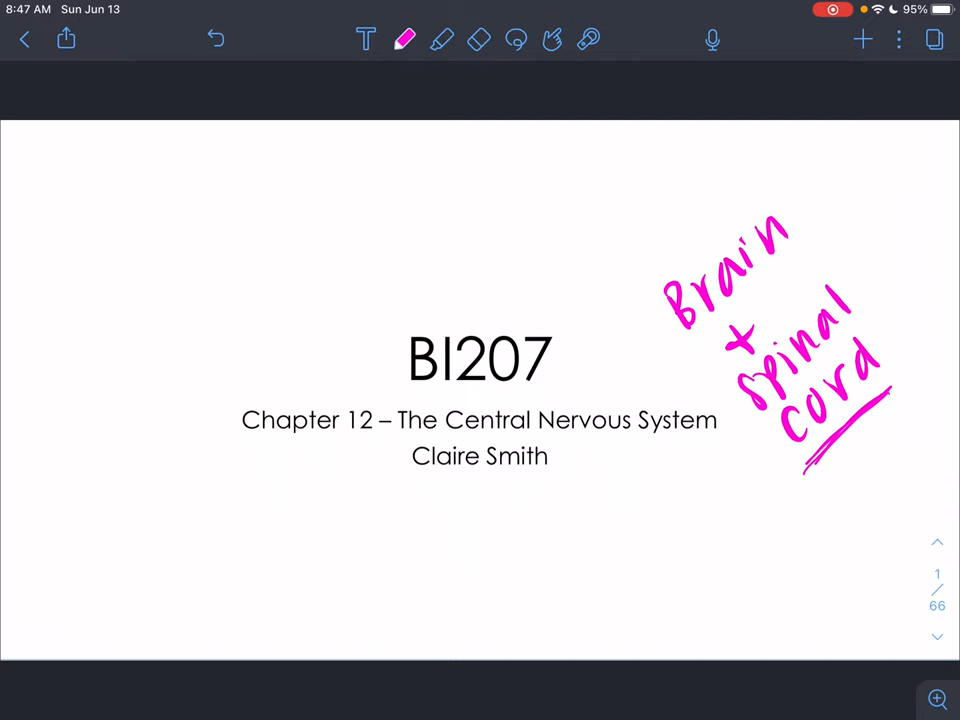 8:47 AM Sun Jun 13
95%
BI207
Chapter 12 – The Central Nervous System
Claire Smith
Brain
+
Spinal
Cord
1
/
66